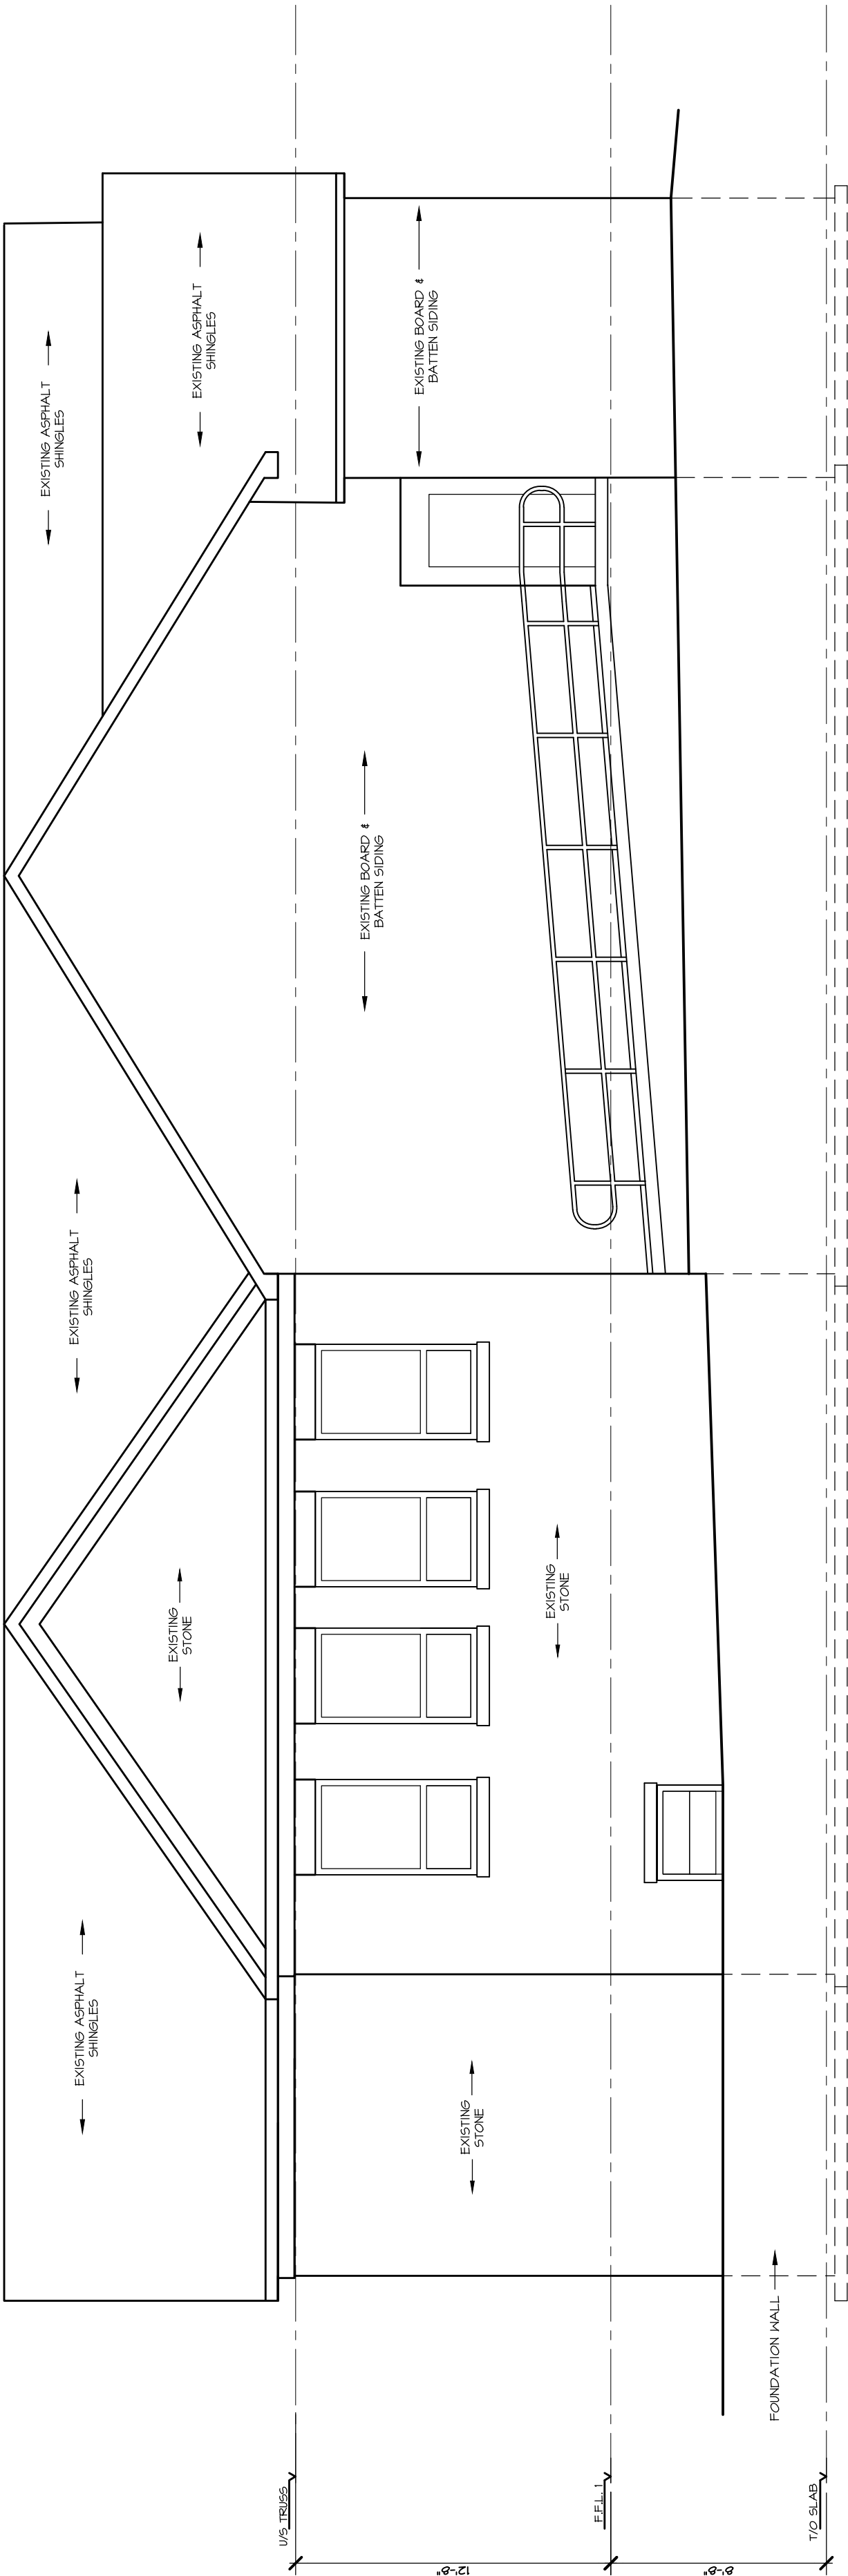 EXISTING ASPHALT
SHINGLES
EXISTING ASPHALT
SHINGLES
EXISTING ASPHALT
SHINGLES
EXISTING ASPHALT
SHINGLES
EXISTING
STONE
U/S TRUSS
EXISTING BOARD &
BATTEN SIDING
EXISTING BOARD &
BATTEN SIDING
12'-8"
EXISTING
STONE
EXISTING
STONE
F.F.L. 1
8'-8"
FOUNDATION WALL
T/O SLAB